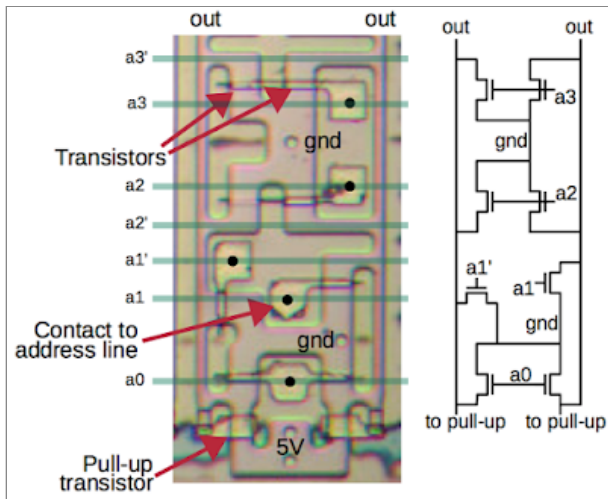 out
out
out
out
a3'
a3
a3
Transistors
gnd
gnd
a2
a2
a2'
a1'
a1'
a1
a1
Contact to
address line
gnd
gnd
a0
a0
to pull-up
to pull-up
5V
Pull-up
transistor